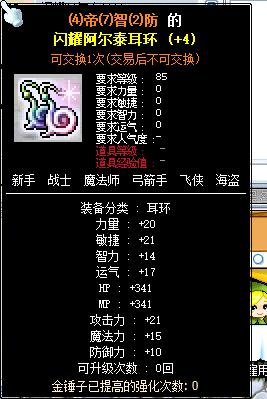 ⑷帝⑺智⑵防 的
闪耀阿尔泰耳环 (+4)
可交换1次(交易后不可交换)
要求等级 : 85
要求力量 : 0
要求敏捷 : 0
要求智力 : 0
要求运气 : 0
要求人气度 : -
道具等级 : -
道具经验值 : -
新手 战士 魔法师 弓箭手 飞侠 海盗
装备分类 : 耳环
力量 : +20
敏捷 : +21
智力 : +14
运气 : +17
HP : +341
MP : +341
攻击力 : +21
魔法力 : +15
防御力 : +10
可升级次数 : 0回
金锤子已提高的强化次数: 0